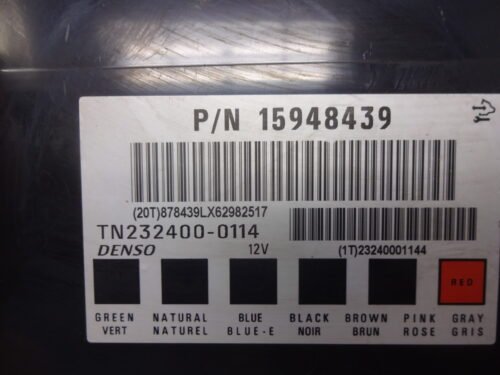 P/N 15948439
(20T)878439LX62982517
TN232400-0114
DENSO 12V
(1T)23240001144
RED
GREEN NATURAL BLUE BLACK BROWN PINK GRAY
VERT NATUREL BLUE-E NOIR BRUN ROSE GRIS